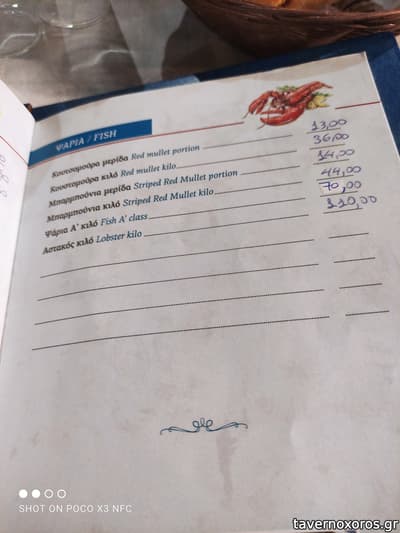 ΨΑΡΙΑ / FISH
Κουτσομούρα μερίδα Red mullet portion 13,00
Κουτσομούρα κιλό Red mullet kilo 36,00
Μπαρμπούνια μερίδα Striped Red Mullet portion 14,00
Μπαρμπούνια κιλό Striped Red Mullet kilo 44,00
Ψάρια Α' κιλό Fish A' class 70,00
Αστακός κιλό Lobster kilo 110,00
SHOT ON POCO X3 NFC
tavernoxoros.gr